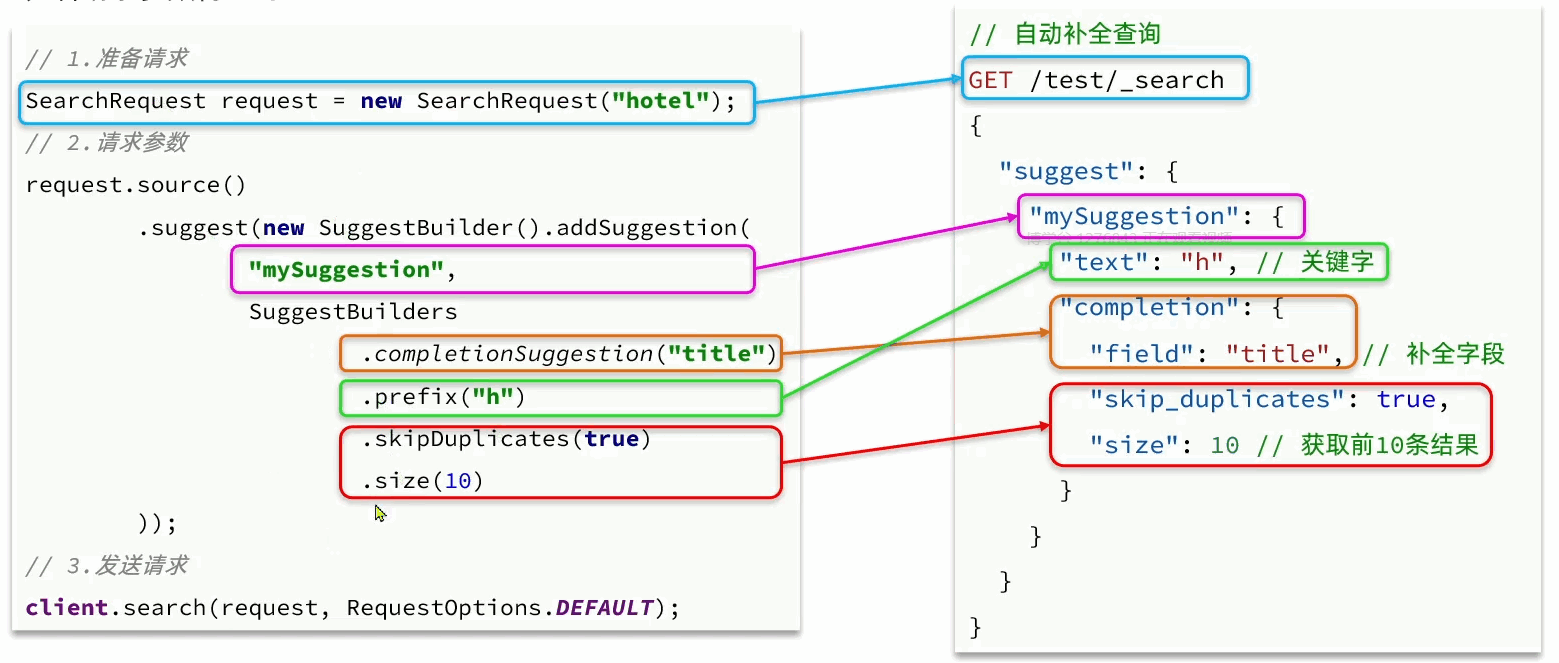 // 1.准备请求
SearchRequest request = new SearchRequest("hotel");
// 2.请求参数
request.source()
.suggest(new SuggestBuilder().addSuggestion(
"mySuggestion",
SuggestBuilders
.completionSuggestion("title")
.prefix("h")
.skipDuplicates(true)
.size(10)
));
// 3.发送请求
client.search(request, RequestOptions.DEFAULT);
// 自动补全查询
GET /test/_search
{
"suggest": {
"mySuggestion": {
"text": "h", // 关键字
"completion": {
"field": "title", // 补全字段
"skip_duplicates": true,
"size": 10 // 获取前10条结果
}
}
}
}